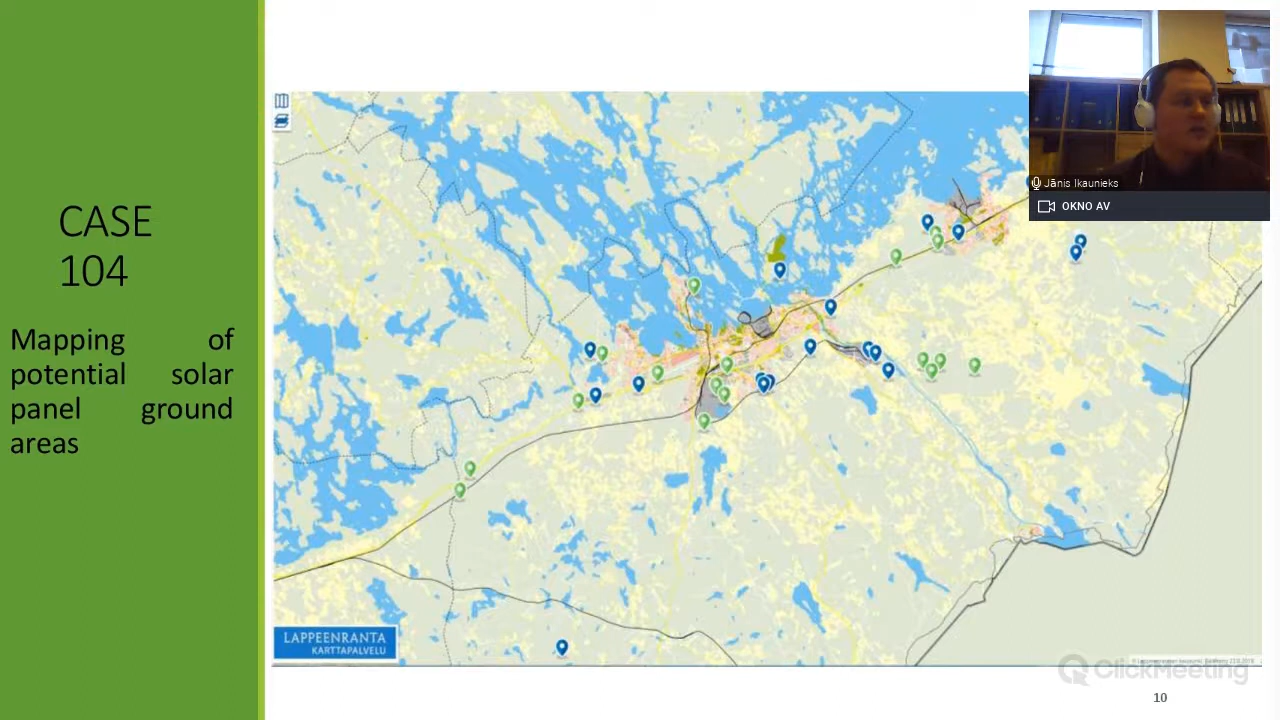 CASE
104
Mapping of
potential solar
panel ground
areas
Jānis Ikaunieks
OKNO AV
LAPPEENRANTA
KARTTAPALVELU
ClickMeeting
10